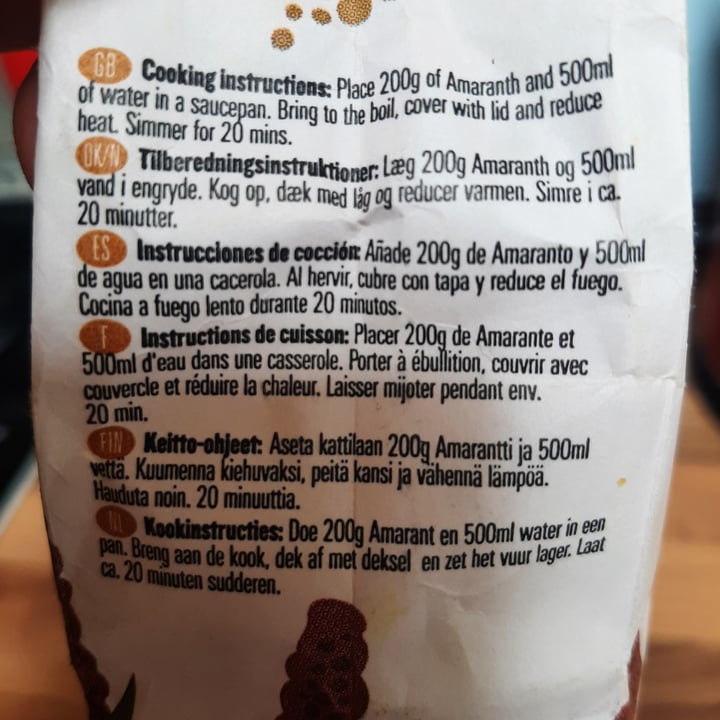 GB Cooking instructions: Place 200g of Amaranth and 500ml
of water in a saucepan. Bring to the boil, cover with lid and reduce
heat. Simmer for 20 mins.
DK/N Tilberedningsinstruktioner: Læg 200g Amaranth og 500ml
vand i engryde. Kog op, dæk med låg og reducer varmen. Simre i ca.
20 minutter.
ES Instrucciones de cocción: Añade 200g de Amaranto y 500ml
de agua en una cacerola. Al hervir, cubre con tapa y reduce el fuego.
Cocina a fuego lento durante 20 minutos.
F Instructions de cuisson: Placer 200g de Amarante et
500ml d'eau dans une casserole. Porter à ébullition, couvrir avec
couvercle et réduire la chaleur. Laisser mijoter pendant env.
20 min.
FIN Keitto-ohjeet: Aseta kattilaan 200g Amarantti ja 500ml
vettä. Kuumenna kiehuvaksi, peitä kansi ja vähennä lämpöä.
Hauduta noin. 20 minuuttia.
NL Kookinstructies: Doe 200g Amarant en 500ml water in een
pan. Breng aan de kook, dek af met deksel en zet het vuur lager. Laat
ca. 20 minuten sudderen.